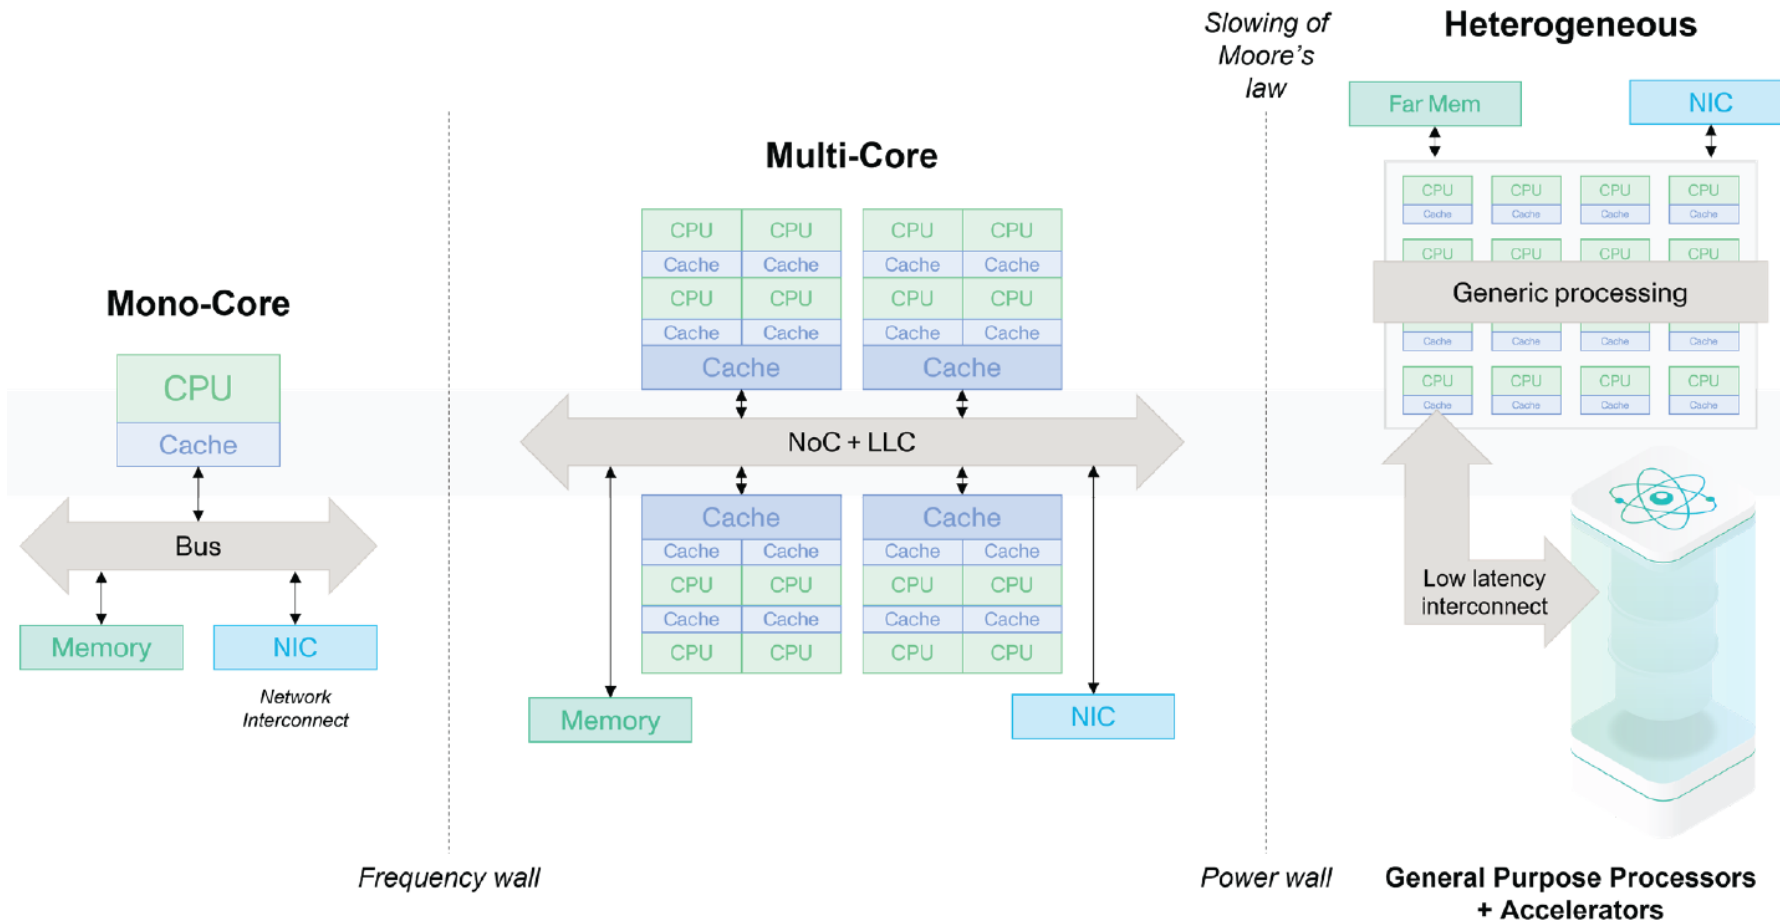 Mono-Core
CPU
Cache
Bus
Memory
NIC
Network
Interconnect
Frequency wall
Multi-Core
CPU CPU CPU CPU
Cache Cache Cache Cache
CPU CPU CPU CPU
Cache Cache Cache Cache
Cache Cache
NoC + LLC
Cache Cache
Cache Cache Cache Cache
CPU CPU CPU CPU
Cache Cache Cache Cache
CPU CPU CPU CPU
Memory
NIC
Slowing of
Moore's
law
Power wall
Heterogeneous
Far Mem
NIC
CPU CPU CPU CPU
Cache Cache Cache Cache
CPU CPU CPU CPU
Generic processing
Cache Cache Cache Cache
CPU CPU CPU CPU
Cache Cache Cache Cache
Low latency
interconnect
General Purpose Processors
+ Accelerators